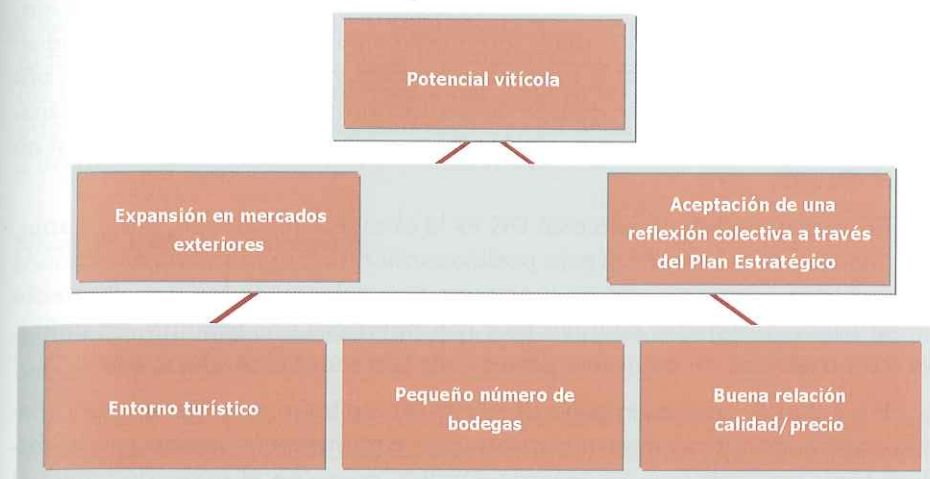 Potencial vitícola
Expansión en mercados
exteriores
Aceptación de una
reflexión colectiva a través
del Plan Estratégico
Entorno turístico
Pequeño número de
bodegas
Buena relación
calidad/precio